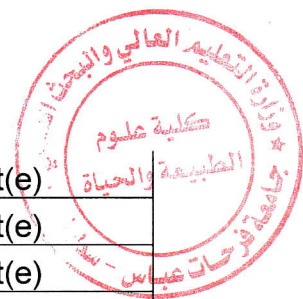 وزارة التعليم العالي والبحث
كلية علوم
الطبيعة والحياة
جامعة فرحات عباس
t(e)
t(e)
t(e)